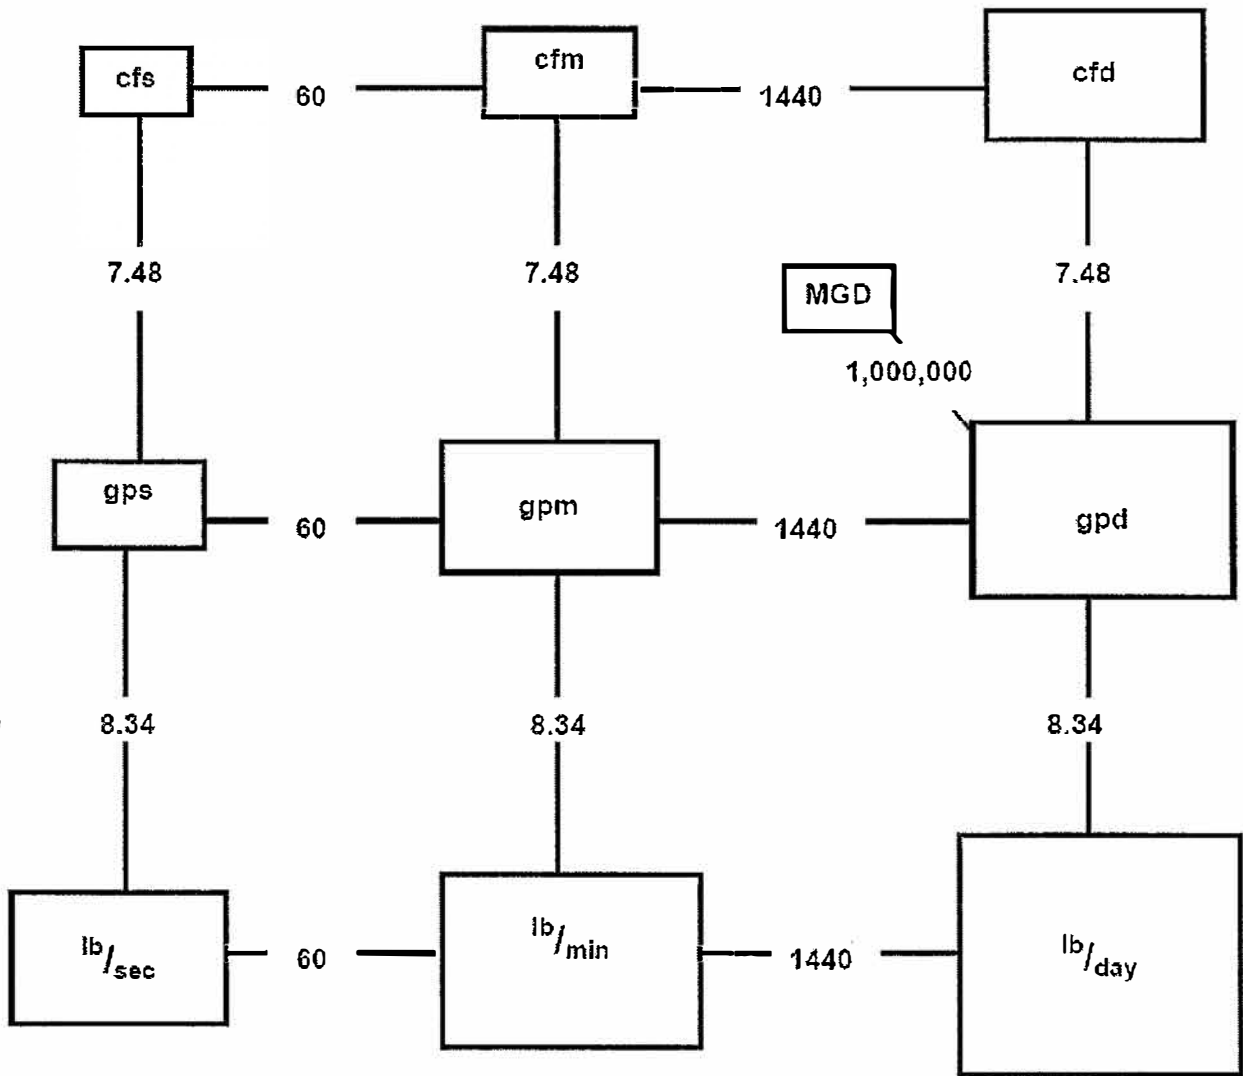 cfs
60
cfm
1440
cfd
7.48
7.48
7.48
MGD
1,000,000
gps
60
gpm
1440
gpd
8.34
8.34
8.34
lb/sec
60
lb/min
1440
lb/day